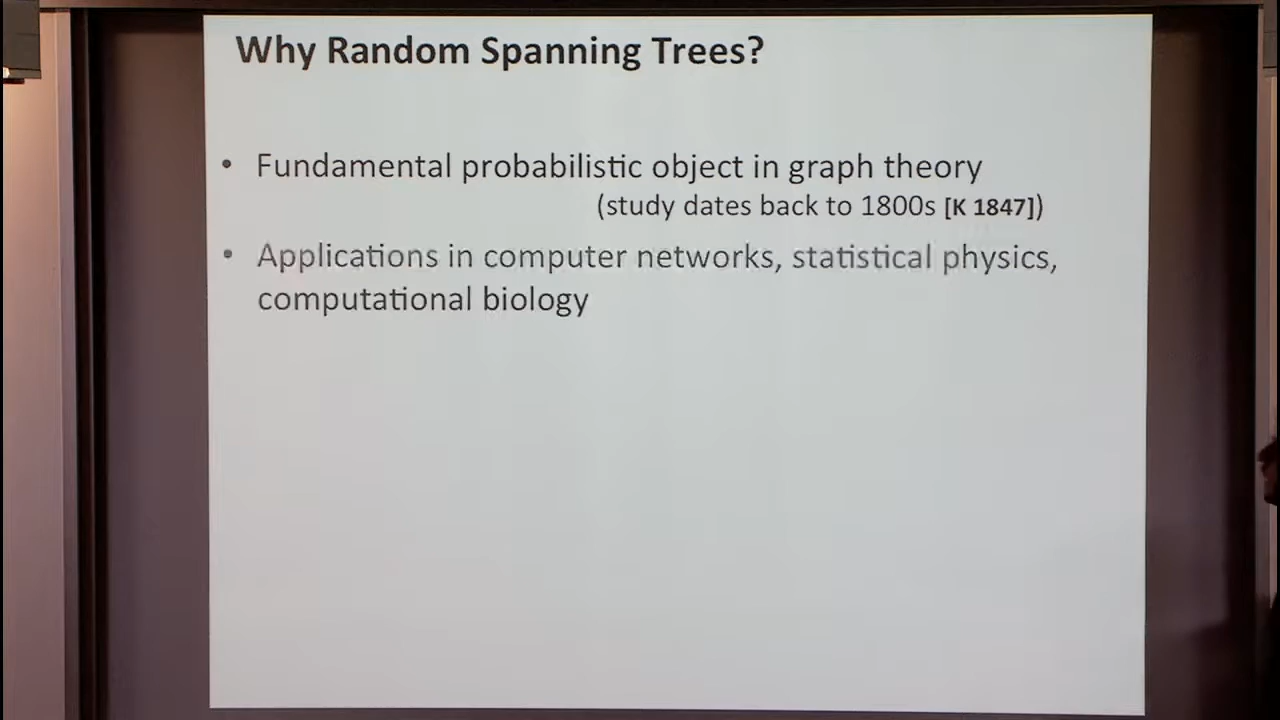 Why Random Spanning Trees?
• Fundamental probabilistic object in graph theory
(study dates back to 1800s [K 1847])
• Applications in computer networks, statistical physics,
computational biology